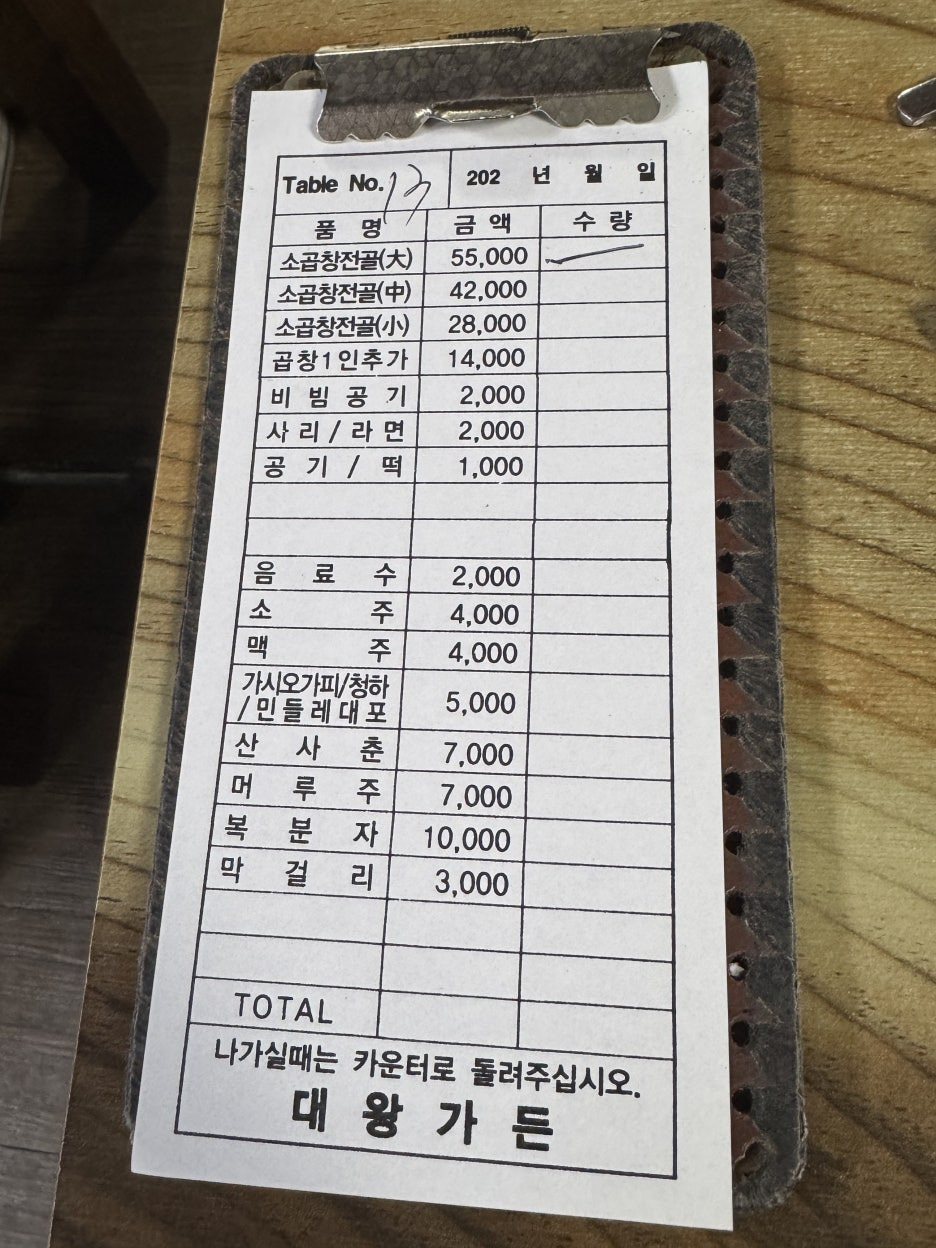 Table No. 13 202 년 월 일
품 명 금 액 수 량
소곱창전골(大) 55,000
소곱창전골(中) 42,000
소곱창전골(小) 28,000
곱창1인추가 14,000
비 빔 공 기 2,000
사 리 / 라 면 2,000
공 기 / 떡 1,000
음 료 수 2,000
소 주 4,000
맥 주 4,000
가시오가피/청하
/ 민 들 레 대 포 5,000
산 사 춘 7,000
머 루 주 7,000
복 분 자 10,000
막 걸 리 3,000
TOTAL
나가실때는 카운터로 돌려주십시오.
대 왕 가 든